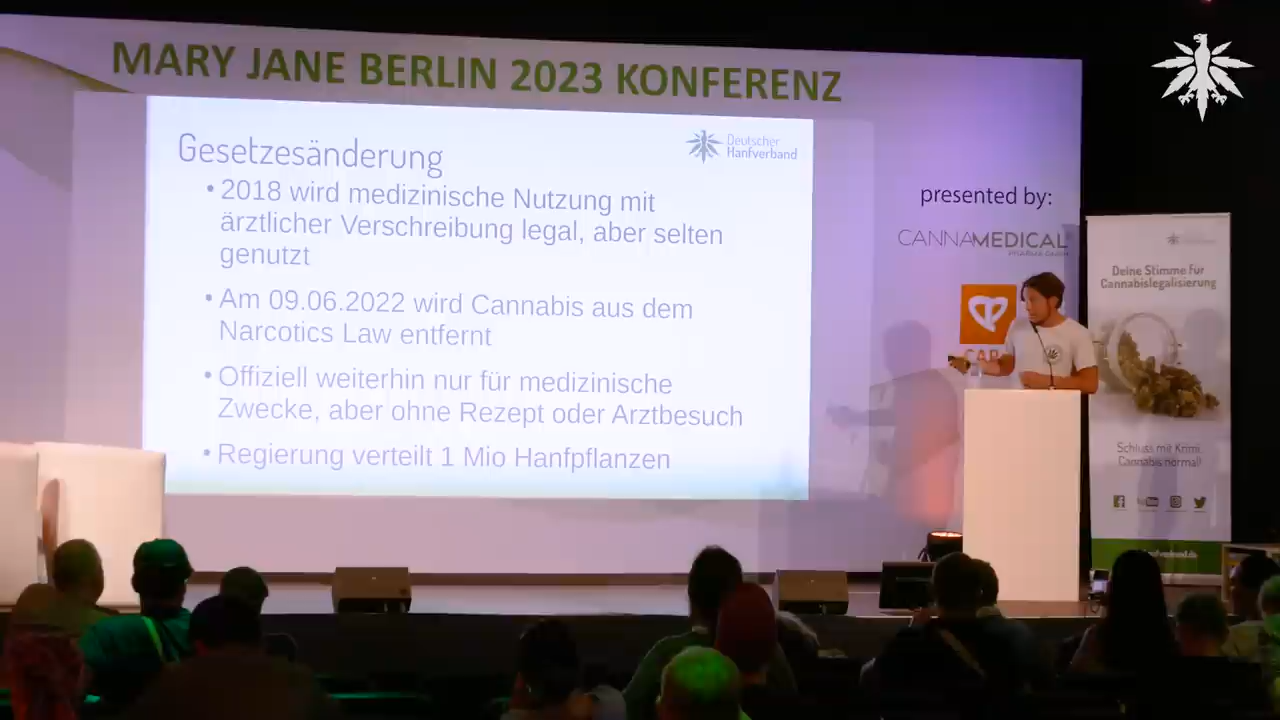 MARY JANE BERLIN 2023 KONFERENZ
Gesetzesänderung
Deutscher
Hanfverband
• 2018 wird medizinische Nutzung mit
ärztlicher Verschreibung legal, aber selten
genutzt
• Am 09.06.2022 wird Cannabis aus dem
Narcotics Law entfernt
• Offiziell weiterhin nur für medizinische
Zwecke, aber ohne Rezept oder Arztbesuch
• Regierung verteilt 1 Mio Hanfpflanzen
presented by:
CANNAMEDICAL
PHARMA GMBH
Deine Stimme für
Cannabislegalisierung
Schluss mit Krimi.
Cannabis normal!